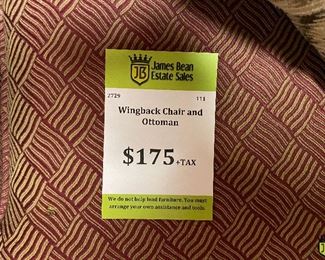 JB
James Bean
Estate Sales
2729 111
Wingback Chair and
Ottoman
$175+TAX
We do not help load furniture. You must
arrange your own assistance and tools.